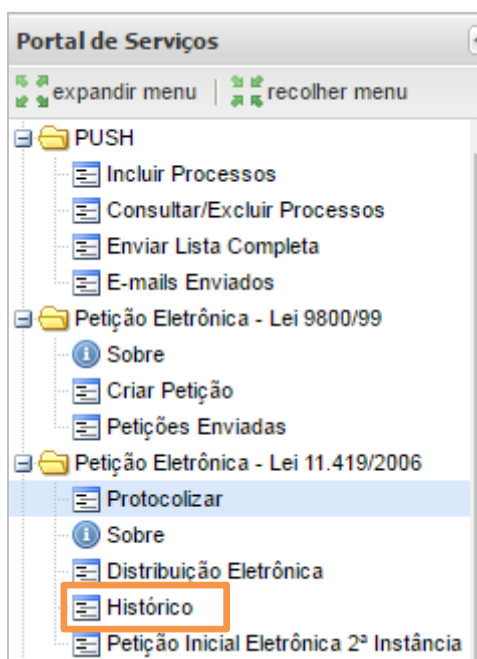 Portal de Serviços
expandir menu | recolher menu
PUSH
Incluir Processos
Consultar/Excluir Processos
Enviar Lista Completa
E-mails Enviados
Petição Eletrônica - Lei 9800/99
Sobre
Criar Petição
Petições Enviadas
Petição Eletrônica - Lei 11.419/2006
Protocolizar
Sobre
Distribuição Eletrônica
Histórico
Petição Inicial Eletrônica 2ª Instância